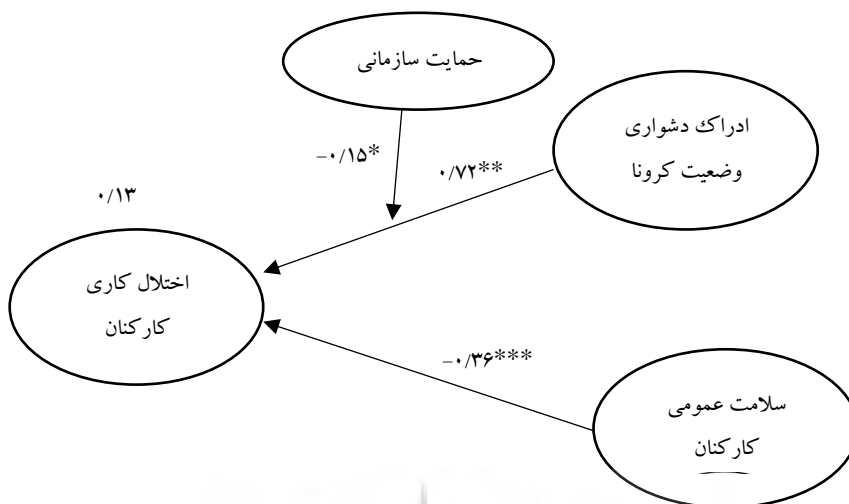 حمایت سازمانی
ادراک دشواری
وضعیت کرونا
-۰/۱۵*
۰/۷۲**
۰/۱۳
اختلال کاری
کارکنان
-۰/۳۶***
سلامت عمومی
کارکنان